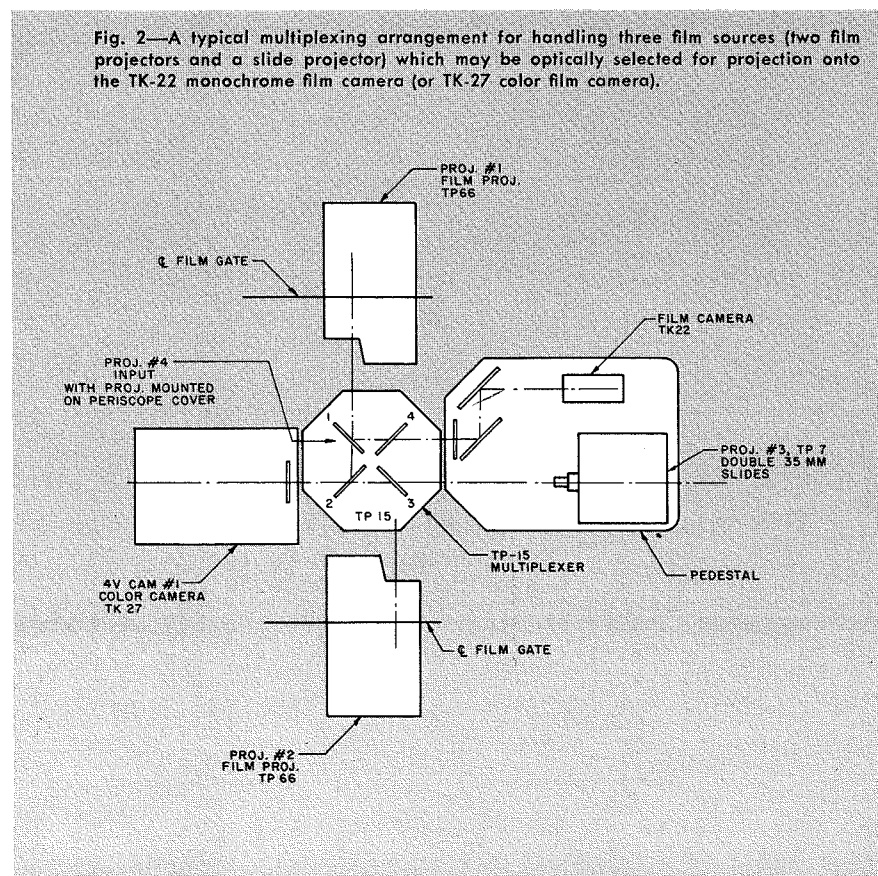 Fig. 2—A typical multiplexing arrangement for handling three film sources (two film
projectors and a slide projector) which may be optically selected for projection onto
the TK-22 monochrome film camera (or TK-27 color film camera).
PROJ. #1
FILM PROJ.
TP66
℄ FILM GATE
FILM CAMERA
TK22
PROJ. #4
INPUT
WITH PROJ. MOUNTED
ON PERISCOPE COVER
1
4
PROJ. #3, TP 7
DOUBLE 35 MM
SLIDES
2
3
TP 15
TP-15
MULTIPLEXER
PEDESTAL
4V CAM #1
COLOR CAMERA
TK 27
℄ FILM GATE
PROJ. #2
FILM PROJ.
TP 66